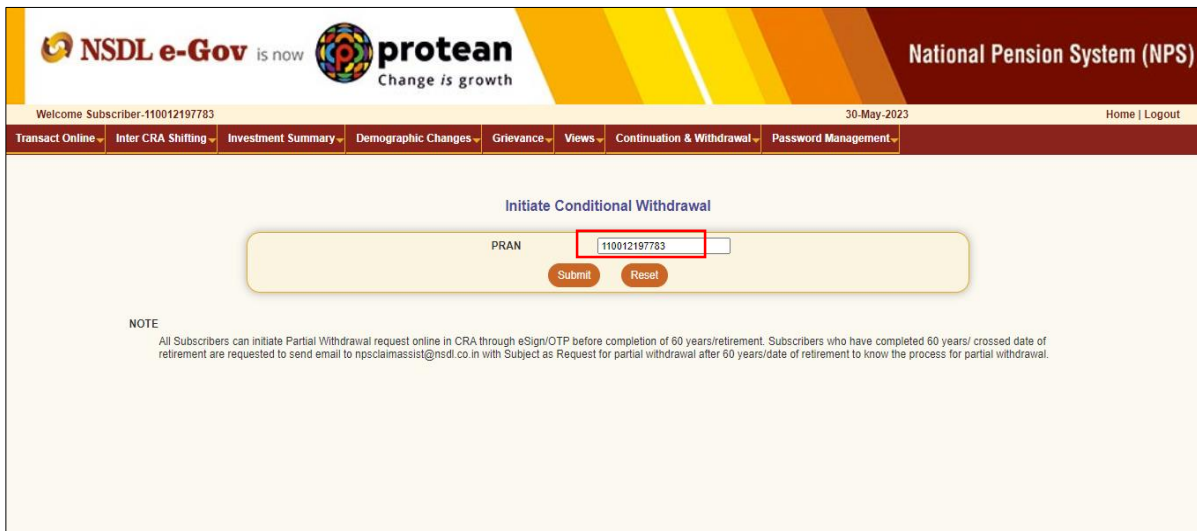 NSDL e-Gov is now protean
Change is growth
National Pension System (NPS)
Welcome Subscriber-110012197783
30-May-2023
Home | Logout
Transact Online Inter CRA Shifting Investment Summary Demographic Changes Grievance Views Continuation & Withdrawal Password Management
Initiate Conditional Withdrawal
PRAN 110012197783
Submit Reset
NOTE
All Subscribers can initiate Partial Withdrawal request online in CRA through eSign/OTP before completion of 60 years/retirement. Subscribers who have completed 60 years/ crossed date of
retirement are requested to send email to npsclaimassist@nsdl.co.in with Subject as Request for partial withdrawal after 60 years/date of retirement to know the process for partial withdrawal.